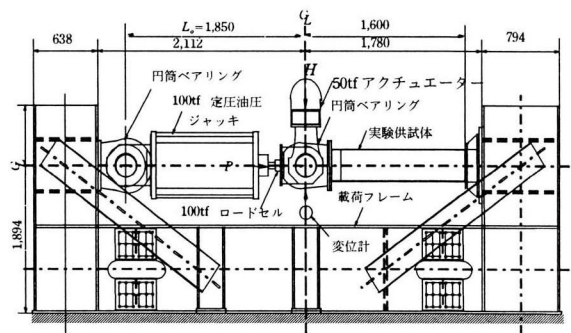 C
L
L₀=1,850
1,600
638
2,112
1,780
794
円筒ベアリング
H
50tf アクチュエーター
100tf 定圧油圧
ジャッキ
円筒ベアリング
実験供試体
P
100tf ロードセル
載荷フレーム
変位計
1,894